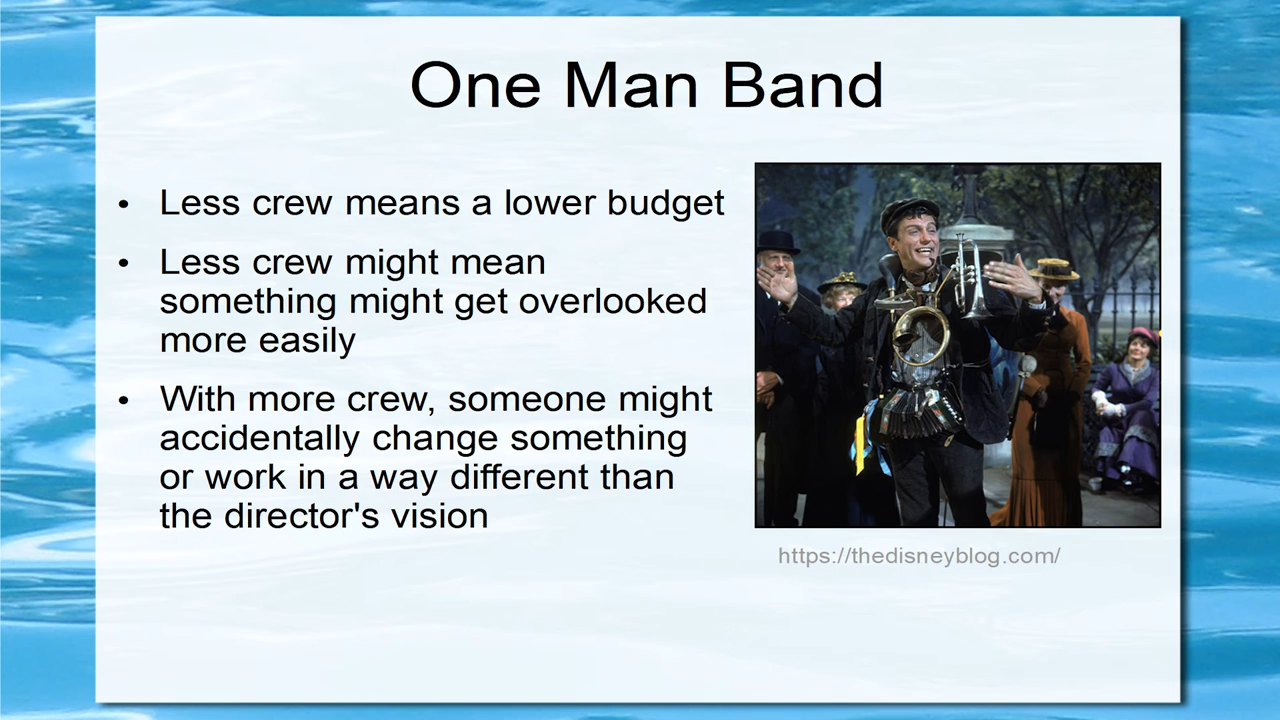 One Man Band
• Less crew means a lower budget
• Less crew might mean
something might get overlooked
more easily
• With more crew, someone might
accidentally change something
or work in a way different than
the director's vision
https://thedisneyblog.com/